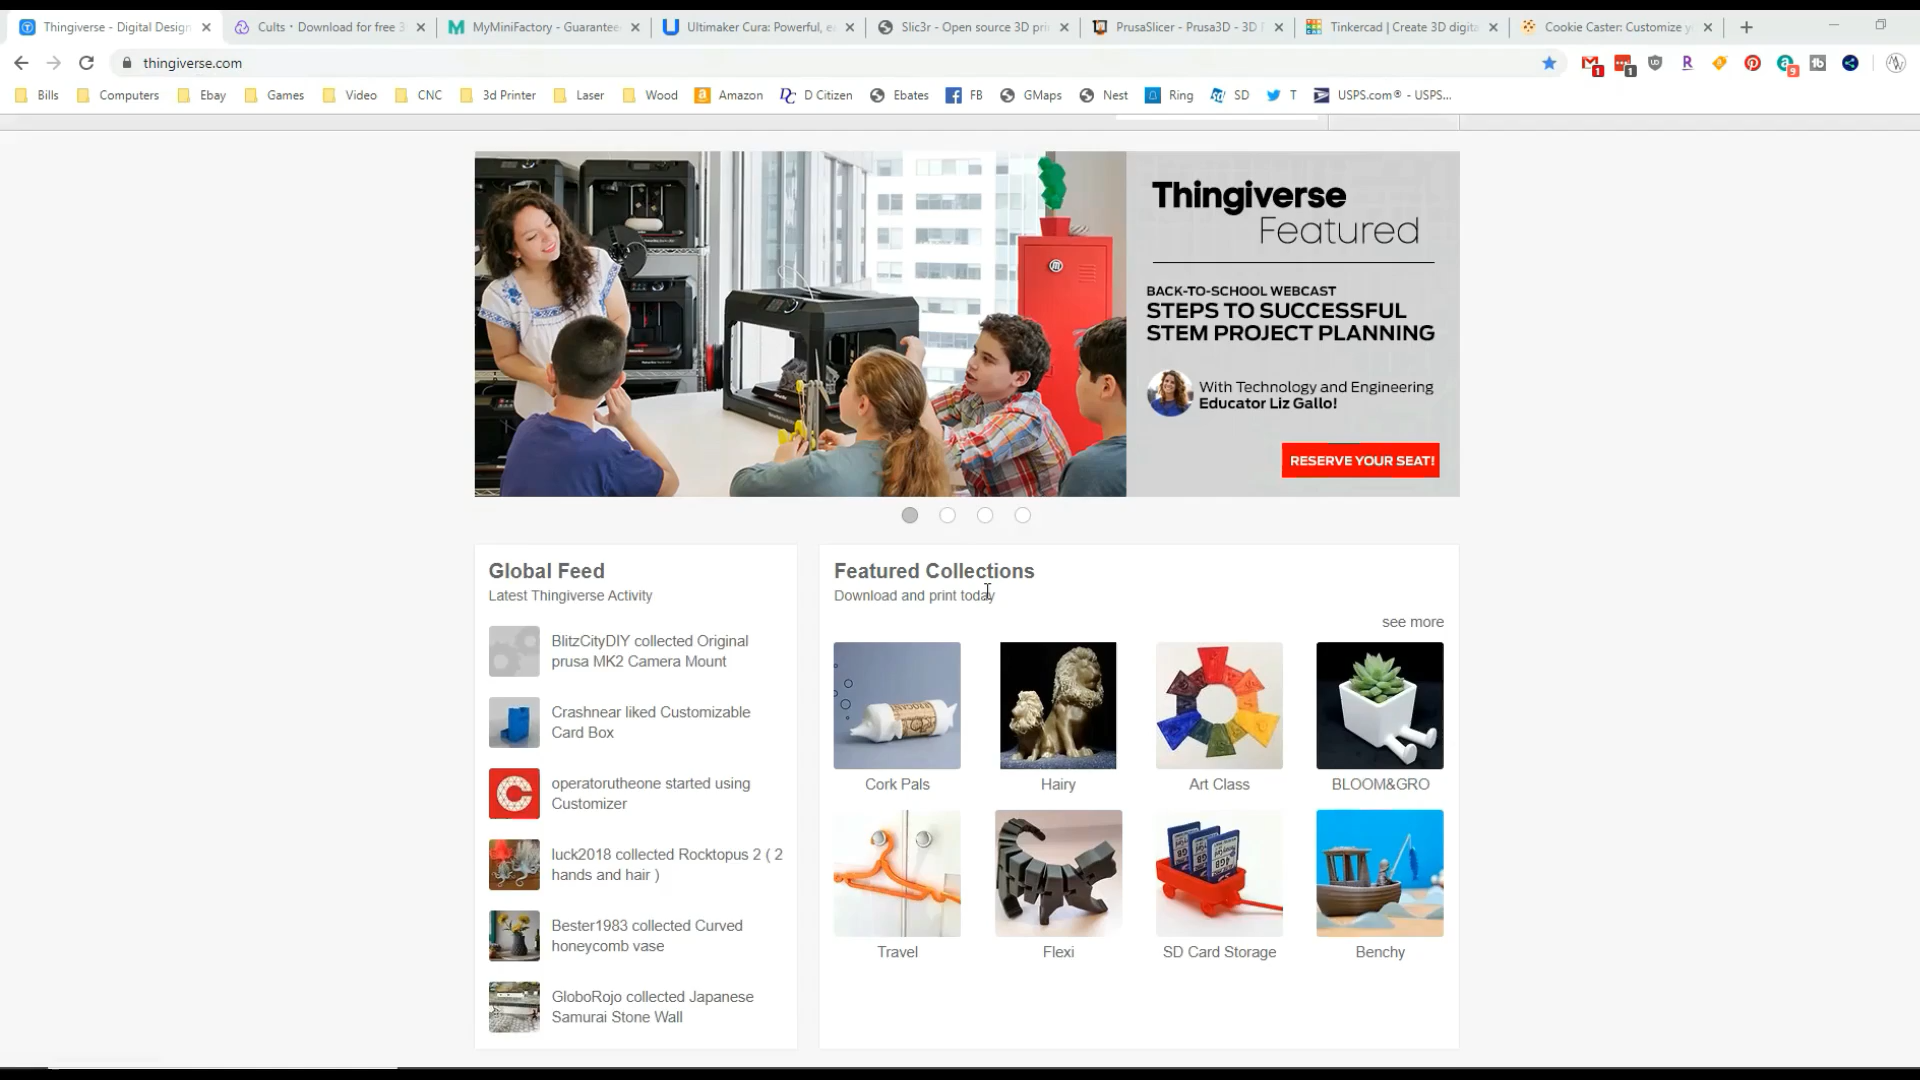 Thingiverse - Digital Design
Cults・Download for free 3
MyMiniFactory - Guarantee
Ultimaker Cura: Powerful, e
Slic3r - Open source 3D pri
PrusaSlicer - Prusa3D - 3D
Tinkercad | Create 3D digita
Cookie Caster: Customize y
thingiverse.com
Bills
Computers
Ebay
Games
Video
CNC
3d Printer
Laser
Wood
Amazon
D Citizen
Ebates
FB
GMaps
Nest
Ring
SD
T
USPS.com® - USPS...
Thingiverse
Featured
BACK-TO-SCHOOL WEBCAST
STEPS TO SUCCESSFUL
STEM PROJECT PLANNING
With Technology and Engineering
Educator Liz Gallo!
RESERVE YOUR SEAT!
Global Feed
Latest Thingiverse Activity
BlitzCityDIY collected Original
prusa MK2 Camera Mount
Crashnear liked Customizable
Card Box
operatorutheone started using
Customizer
luck2018 collected Rocktopus 2 ( 2
hands and hair )
Bester1983 collected Curved
honeycomb vase
GloboRojo collected Japanese
Samurai Stone Wall
Featured Collections
Download and print today
see more
Cork Pals
Hairy
Art Class
BLOOM&GRO
Travel
Flexi
SD Card Storage
Benchy